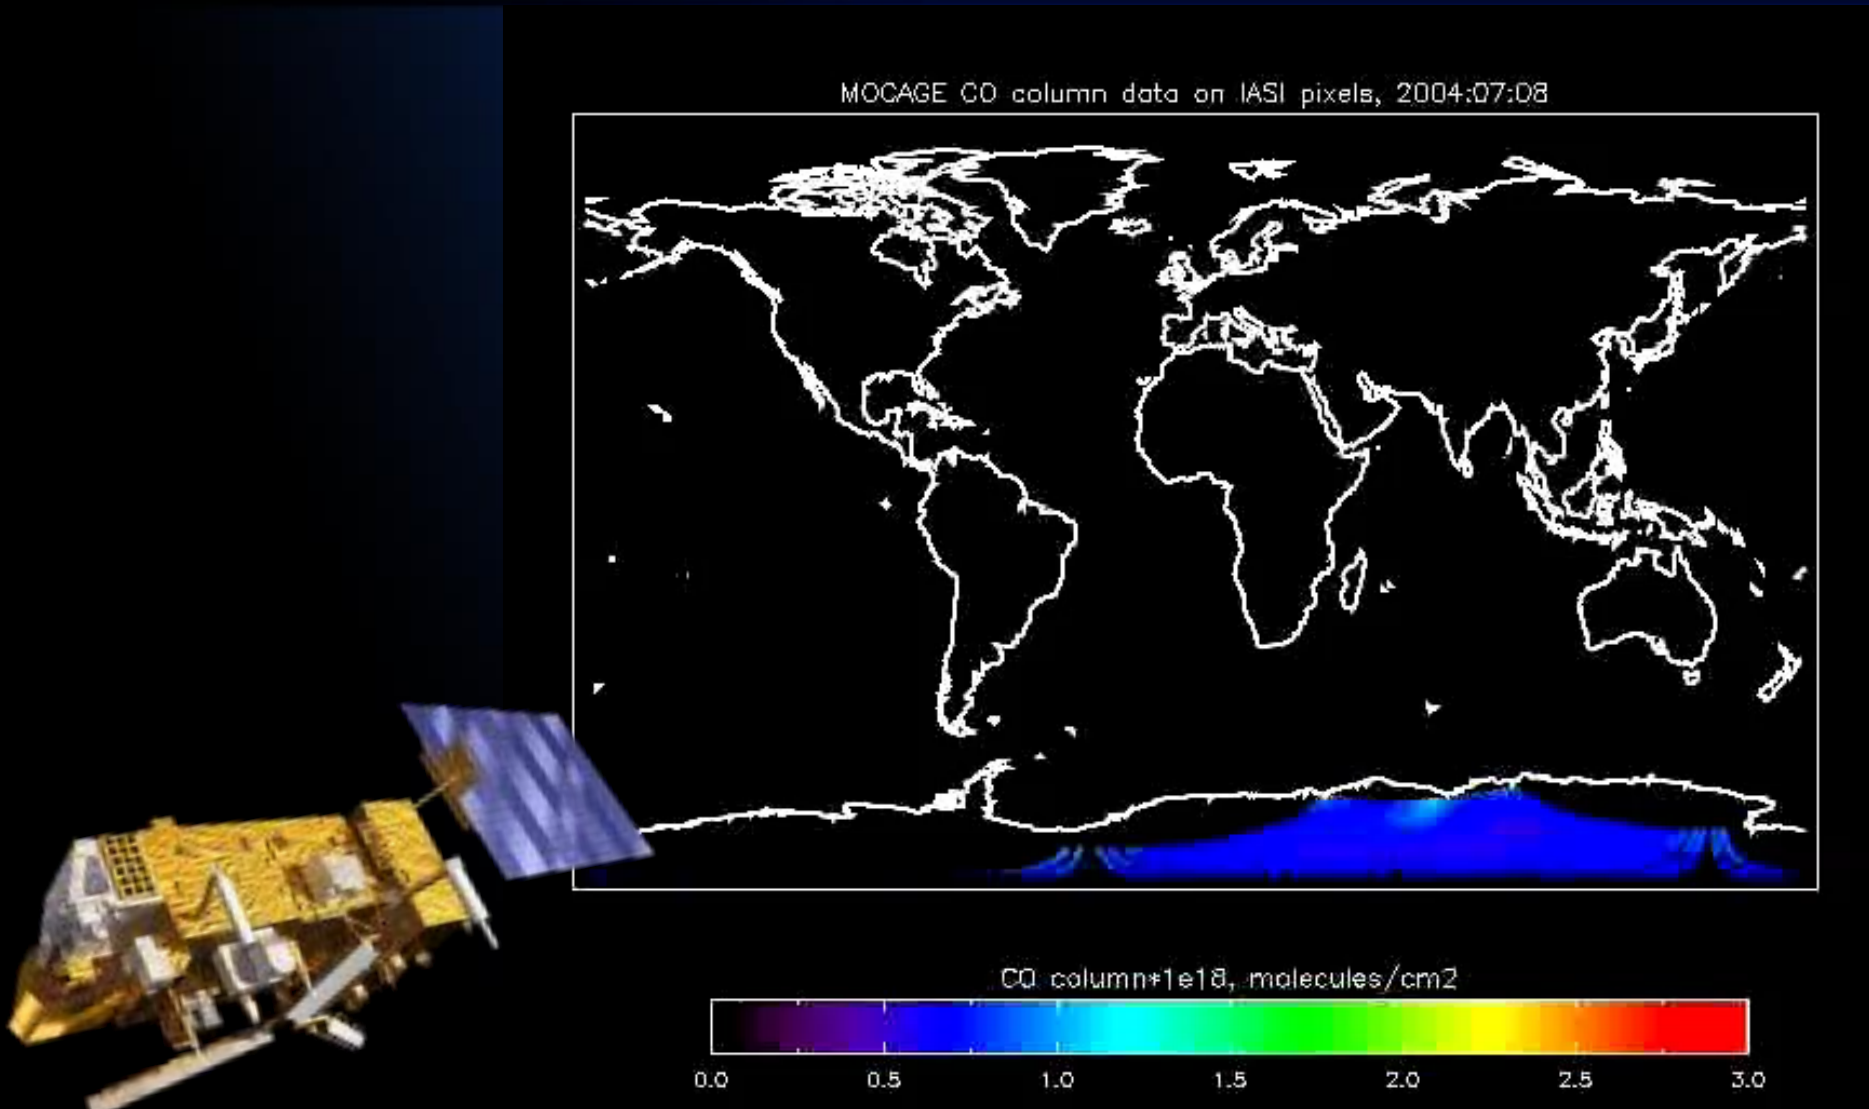 MOCAGE CO column data on IASI pixels, 2004:07:08
CO column*1e18, molecules/cm2
0.0 0.5 1.0 1.5 2.0 2.5 3.0